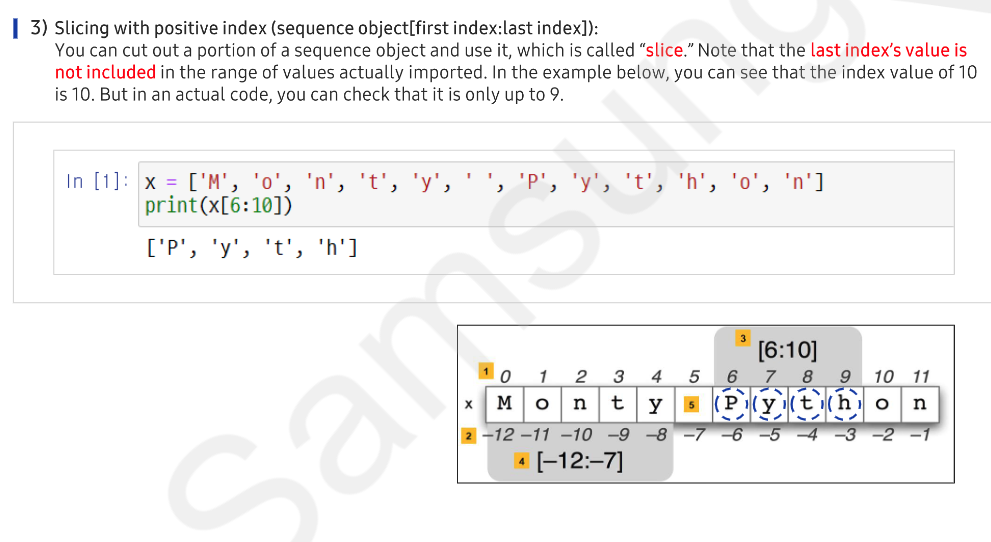 3) Slicing with positive index (sequence object[first index:last index]):
You can cut out a portion of a sequence object and use it, which is called “slice.” Note that the last index’s value is
not included in the range of values actually imported. In the example below, you can see that the index value of 10
is 10. But in an actual code, you can check that it is only up to 9.
In [1]: x = ['M', 'o', 'n', 't', 'y', ' ', 'P', 'y', 't', 'h', 'o', 'n']
print(x[6:10])
['P', 'y', 't', 'h']
3 [6:10]
1 0 1 2 3 4 5 6 7 8 9 10 11
x M o n t y 5 P y t h o n
2 –12 –11 –10 –9 –8 –7 –6 –5 –4 –3 –2 –1
4 [–12:–7]
Samsung